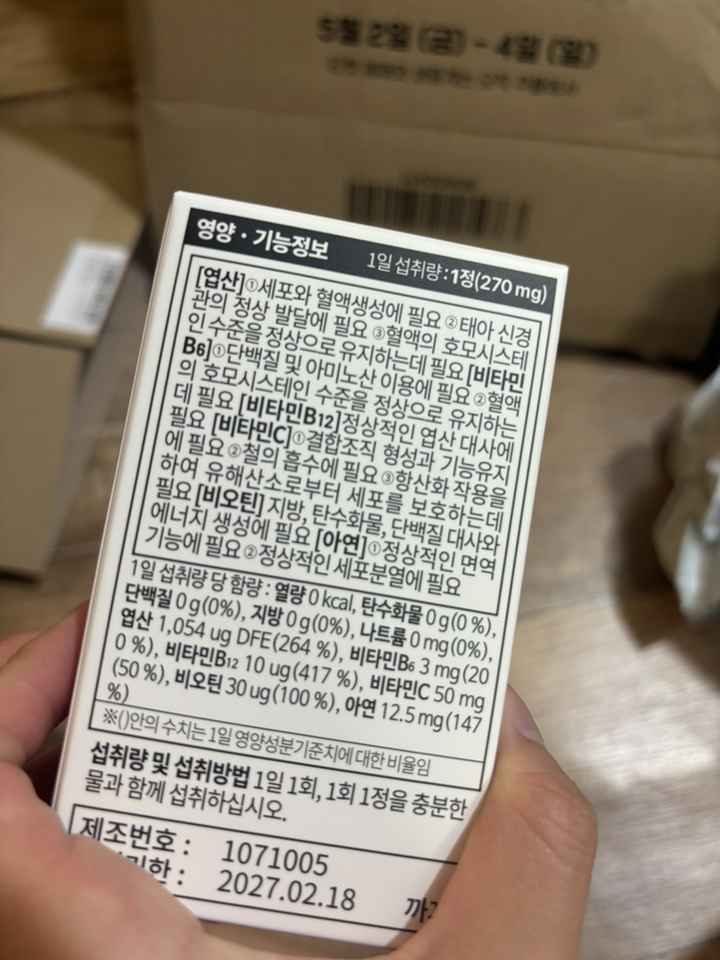 5월 2일 (금) - 4일 (일)
영양·기능정보 1일 섭취량 : 1정(270 mg)
[엽산]①세포와 혈액생성에 필요 ②태아 신경
관의 정상 발달에 필요 ③혈액의 호모시스테
인 수준을 정상으로 유지하는데 필요 [비타민
B6]①단백질 및 아미노산 이용에 필요 ②혈액
의 호모시스테인 수준을 정상으로 유지하는
데 필요 [비타민B12]정상적인 엽산 대사에
필요 [비타민C]①결합조직 형성과 기능유지
에 필요 ②철의 흡수에 필요 ③항산화 작용을
하여 유해산소로부터 세포를 보호하는데
필요 [비오틴] 지방, 탄수화물, 단백질 대사와
에너지 생성에 필요 [아연]①정상적인 면역
기능에 필요 ②정상적인 세포분열에 필요
1일 섭취량 당 함량 : 열량 0 kcal, 탄수화물 0 g(0 %),
단백질 0 g(0%), 지방 0 g(0%), 나트륨 0 mg(0%),
엽산 1,054 ug DFE(264 %), 비타민B6 3 mg(20
0 %), 비타민B12 10 ug(417 %), 비타민C 50 mg
(50 %), 비오틴 30 ug(100 %), 아연 12.5 mg(147
%)
※()안의 수치는 1일 영양성분기준치에 대한 비율임
섭취량 및 섭취방법 1일 1회, 1회 1정을 충분한
물과 함께 섭취하십시오.
제조번호 : 1071005
2027.02.18